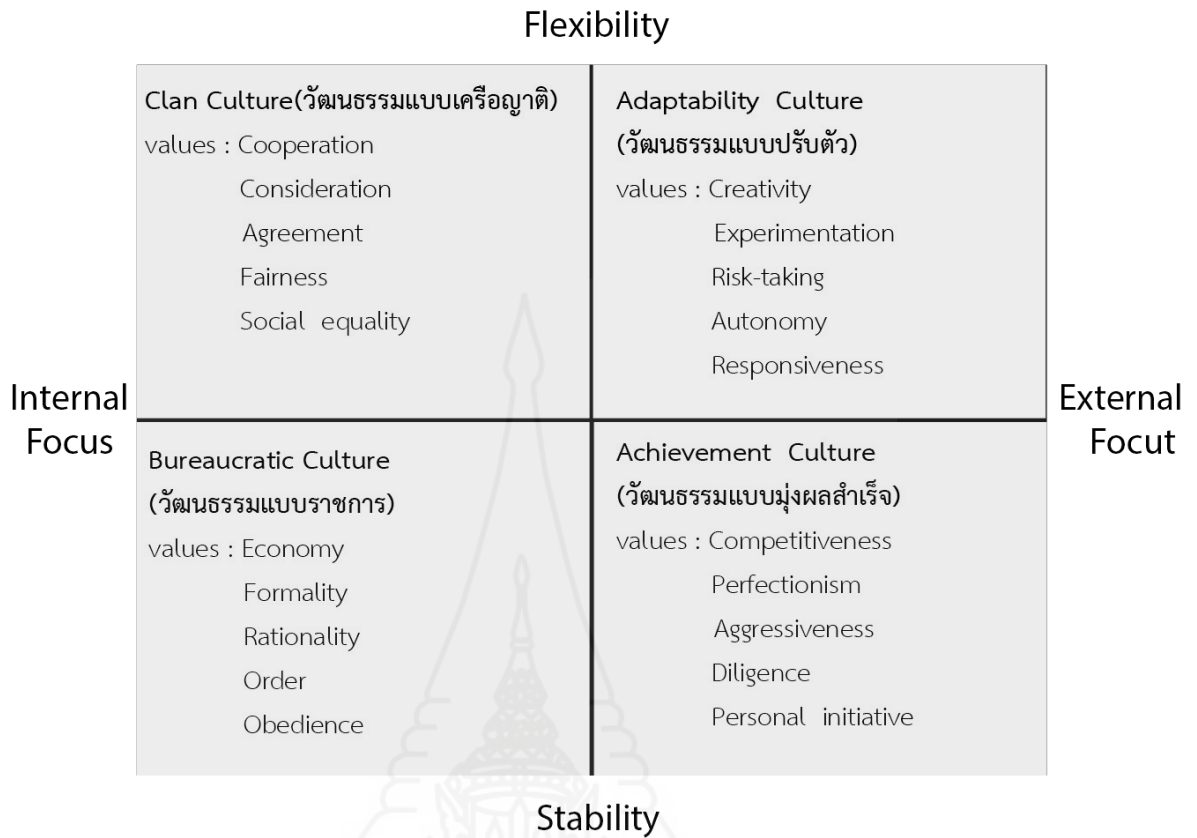 Flexibility
Clan Culture(วัฒนธรรมแบบเครือญาติ)
values : Cooperation
Consideration
Agreement
Fairness
Social equality
Adaptability Culture
(วัฒนธรรมแบบปรับตัว)
values : Creativity
Experimentation
Risk-taking
Autonomy
Responsiveness
Internal
Focus
External
Focut
Bureaucratic Culture
(วัฒนธรรมแบบราชการ)
values : Economy
Formality
Rationality
Order
Obedience
Achievement Culture
(วัฒนธรรมแบบมุ่งผลสำเร็จ)
values : Competitiveness
Perfectionism
Aggressiveness
Diligence
Personal initiative
Stability